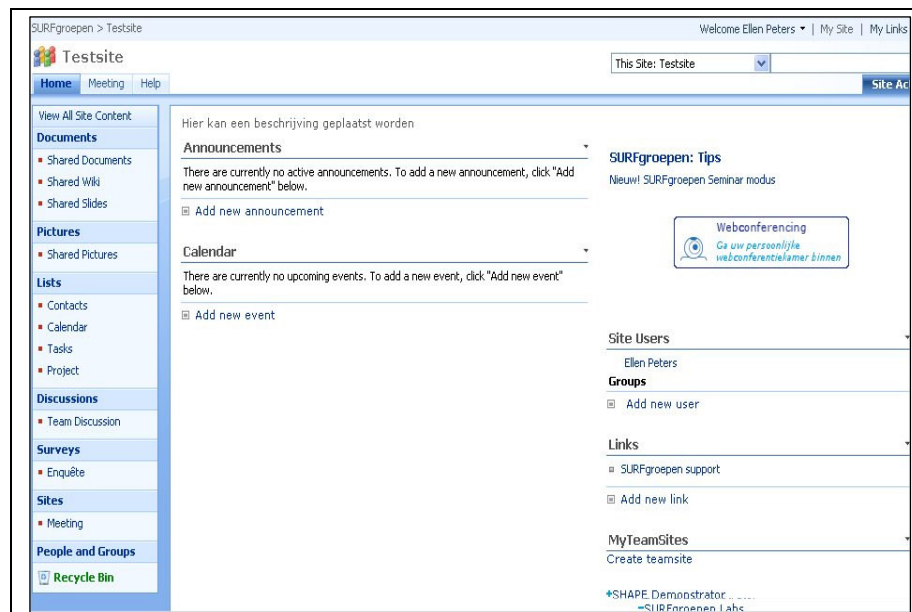 SURFgroepen > Testsite
Welcome Ellen Peters | My Site | My Links
Testsite
This Site: Testsite
Home Meeting Help
Site Ac
View All Site Content
Documents
Shared Documents
Shared Wiki
Shared Slides
Pictures
Shared Pictures
Lists
Contacts
Calendar
Tasks
Project
Discussions
Team Discussion
Surveys
Enquête
Sites
Meeting
People and Groups
Recycle Bin
Hier kan een beschrijving geplaatst worden
Announcements
There are currently no active announcements. To add a new announcement, click "Add
new announcement" below.
Add new announcement
Calendar
There are currently no upcoming events. To add a new event, click "Add new event"
below.
Add new event
SURFgroepen: Tips
Nieuw! SURFgroepen Seminar modus
Webconferencing
Ga uw persoonlijke
webconferentiekamer binnen
Site Users
Ellen Peters
Groups
Add new user
Links
SURFgroepen support
Add new link
MyTeamSites
Create teamsite
SHAPE Demonstrator
SURFgroepen Labs